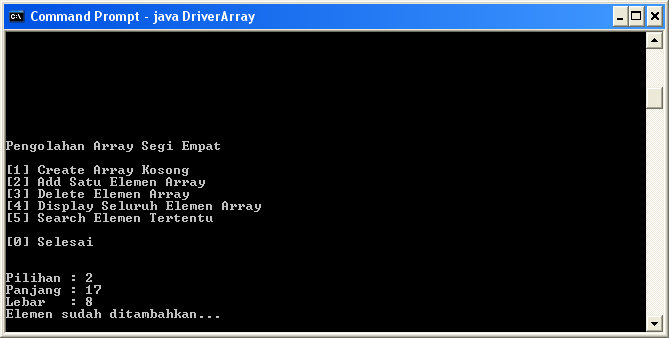 Command Prompt - java DriverArray
Pengolahan Array Segi Empat
[1] Create Array Kosong
[2] Add Satu Elemen Array
[3] Delete Elemen Array
[4] Display Seluruh Elemen Array
[5] Search Elemen Tertentu
[0] Selesai
Pilihan : 2
Panjang : 17
Lebar   : 8
Elemen sudah ditambahkan...